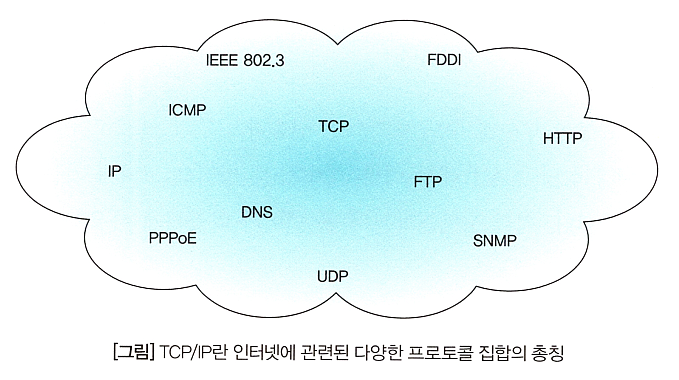 IEEE 802.3
FDDI
ICMP
TCP
HTTP
IP
FTP
DNS
PPPoE
SNMP
UDP
[그림] TCP/IP란 인터넷에 관련된 다양한 프로토콜 집합의 총칭